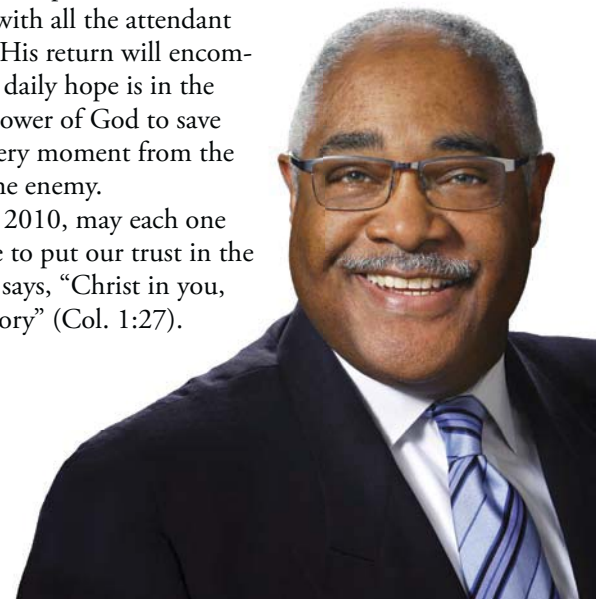 with all the attendant
His return will encom-
daily hope is in the
ower of God to save
ery moment from the
he enemy.
2010, may each one
e to put our trust in the
says, “Christ in you,
ory” (Col. 1:27).